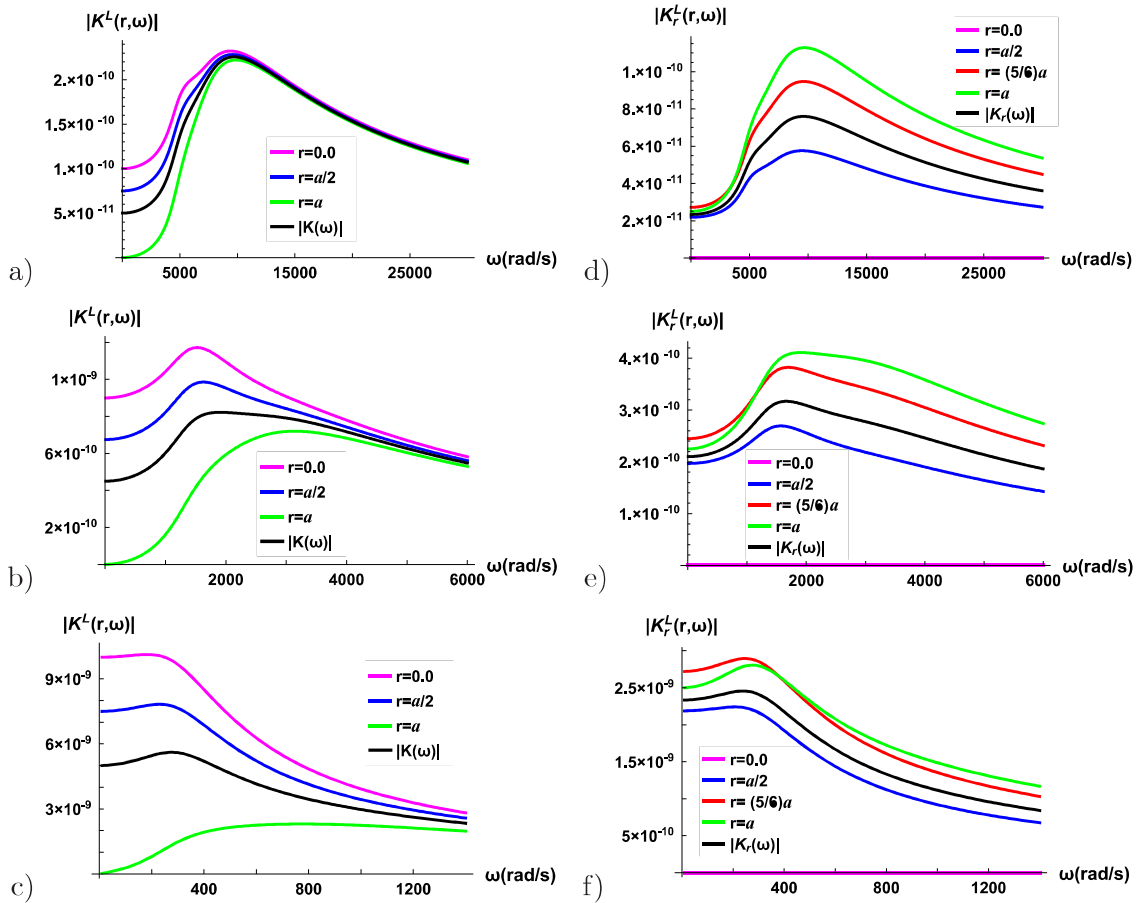 |K^L(r,ω)|
2.×10^-10
1.5×10^-10
1.×10^-10
5.×10^-11
0
5000
15000
25000
ω(rad/s)
r=0.0
r=a/2
r=a
|K(ω)|
a)
|K_r^L(r,ω)|
1.×10^-10
8.×10^-11
6.×10^-11
4.×10^-11
2.×10^-11
0
5000
15000
25000
ω(rad/s)
r=0.0
r=a/2
r= (5/6)a
r=a
|K_r(ω)|
d)
|K^L(r,ω)|
1×10^-9
6×10^-10
2×10^-10
0
2000
4000
6000
ω(rad/s)
r=0.0
r=a/2
r=a
|K(ω)|
b)
|K_r^L(r,ω)|
4.×10^-10
3.×10^-10
2.×10^-10
1.×10^-10
0
2000
4000
6000
ω(rad/s)
r=0.0
r=a/2
r= (5/6)a
r=a
|K_r(ω)|
e)
|K^L(r,ω)|
9×10^-9
6×10^-9
3×10^-9
400
800
1200
ω(rad/s)
r=0.0
r=a/2
r=a
|K(ω)|
c)
|K_r^L(r,ω)|
2.5×10^-9
1.5×10^-9
5×10^-10
400
800
1200
ω(rad/s)
r=0.0
r=a/2
r= (5/6)a
r=a
|K_r(ω)|
f)